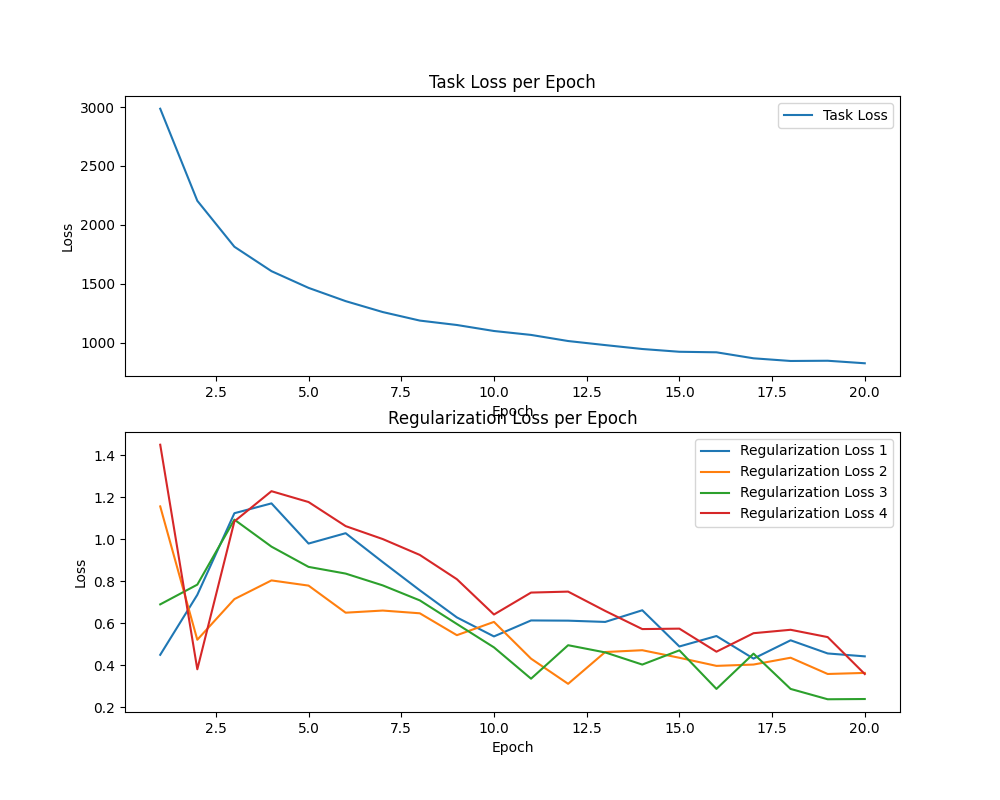 Task Loss per Epoch
3000
2500
2000
1500
1000
Loss
Task Loss
2.5 5.0 7.5 10.0 12.5 15.0 17.5 20.0
Epoch
Regularization Loss per Epoch
1.4
1.2
1.0
0.8
0.6
0.4
0.2
Loss
Regularization Loss 1
Regularization Loss 2
Regularization Loss 3
Regularization Loss 4
2.5 5.0 7.5 10.0 12.5 15.0 17.5 20.0
Epoch